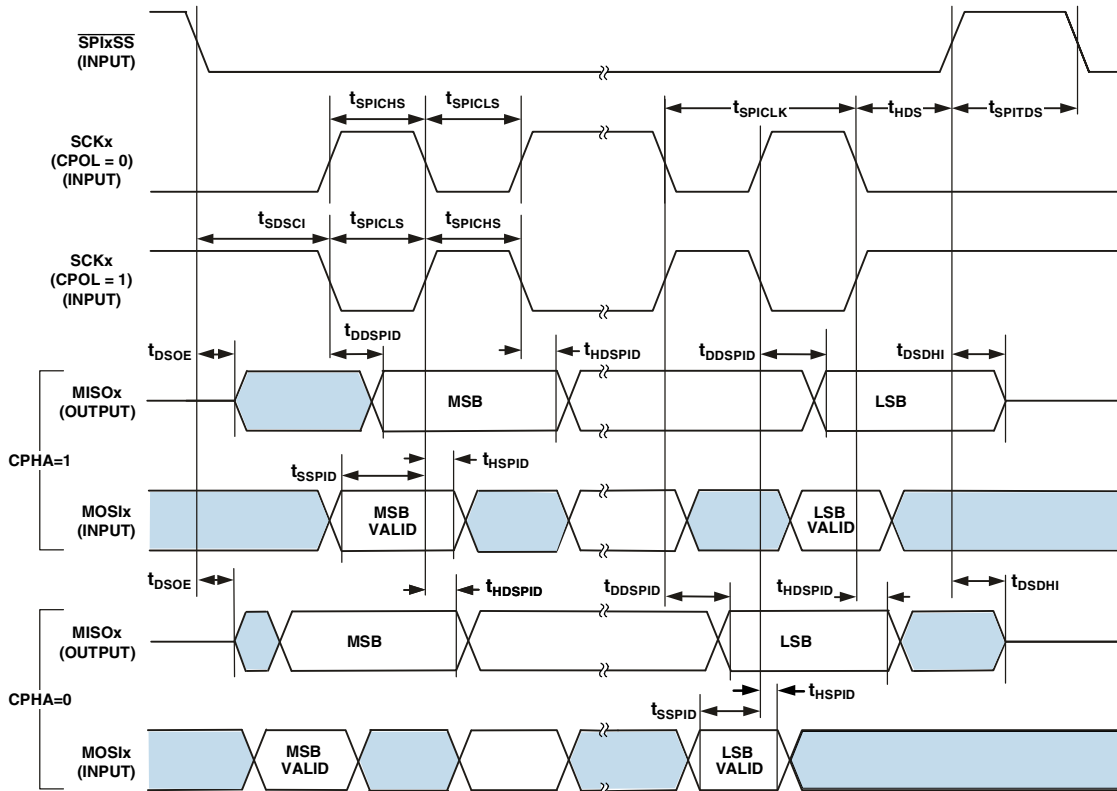 SPIxSS
(INPUT)
tSPICHS tSPICLS tSPICLK tHDS tSPITDS
SCKx
(CPOL = 0)
(INPUT)
tSDSCI tSPICLS tSPICHS
SCKx
(CPOL = 1)
(INPUT)
tDSOE tDDSPID tHDSPID tDDSPID tDSDHI
MISOx
(OUTPUT)
MSB LSB
CPHA=1
tSSPID tHSPID
MOSIx
(INPUT)
MSB
VALID
LSB
VALID
tDSOE tHDSPID tDDSPID tHDSPID tDSDHI
MISOx
(OUTPUT)
MSB LSB
CPHA=0
tSSPID tHSPID
MOSIx
(INPUT)
MSB
VALID
LSB
VALID